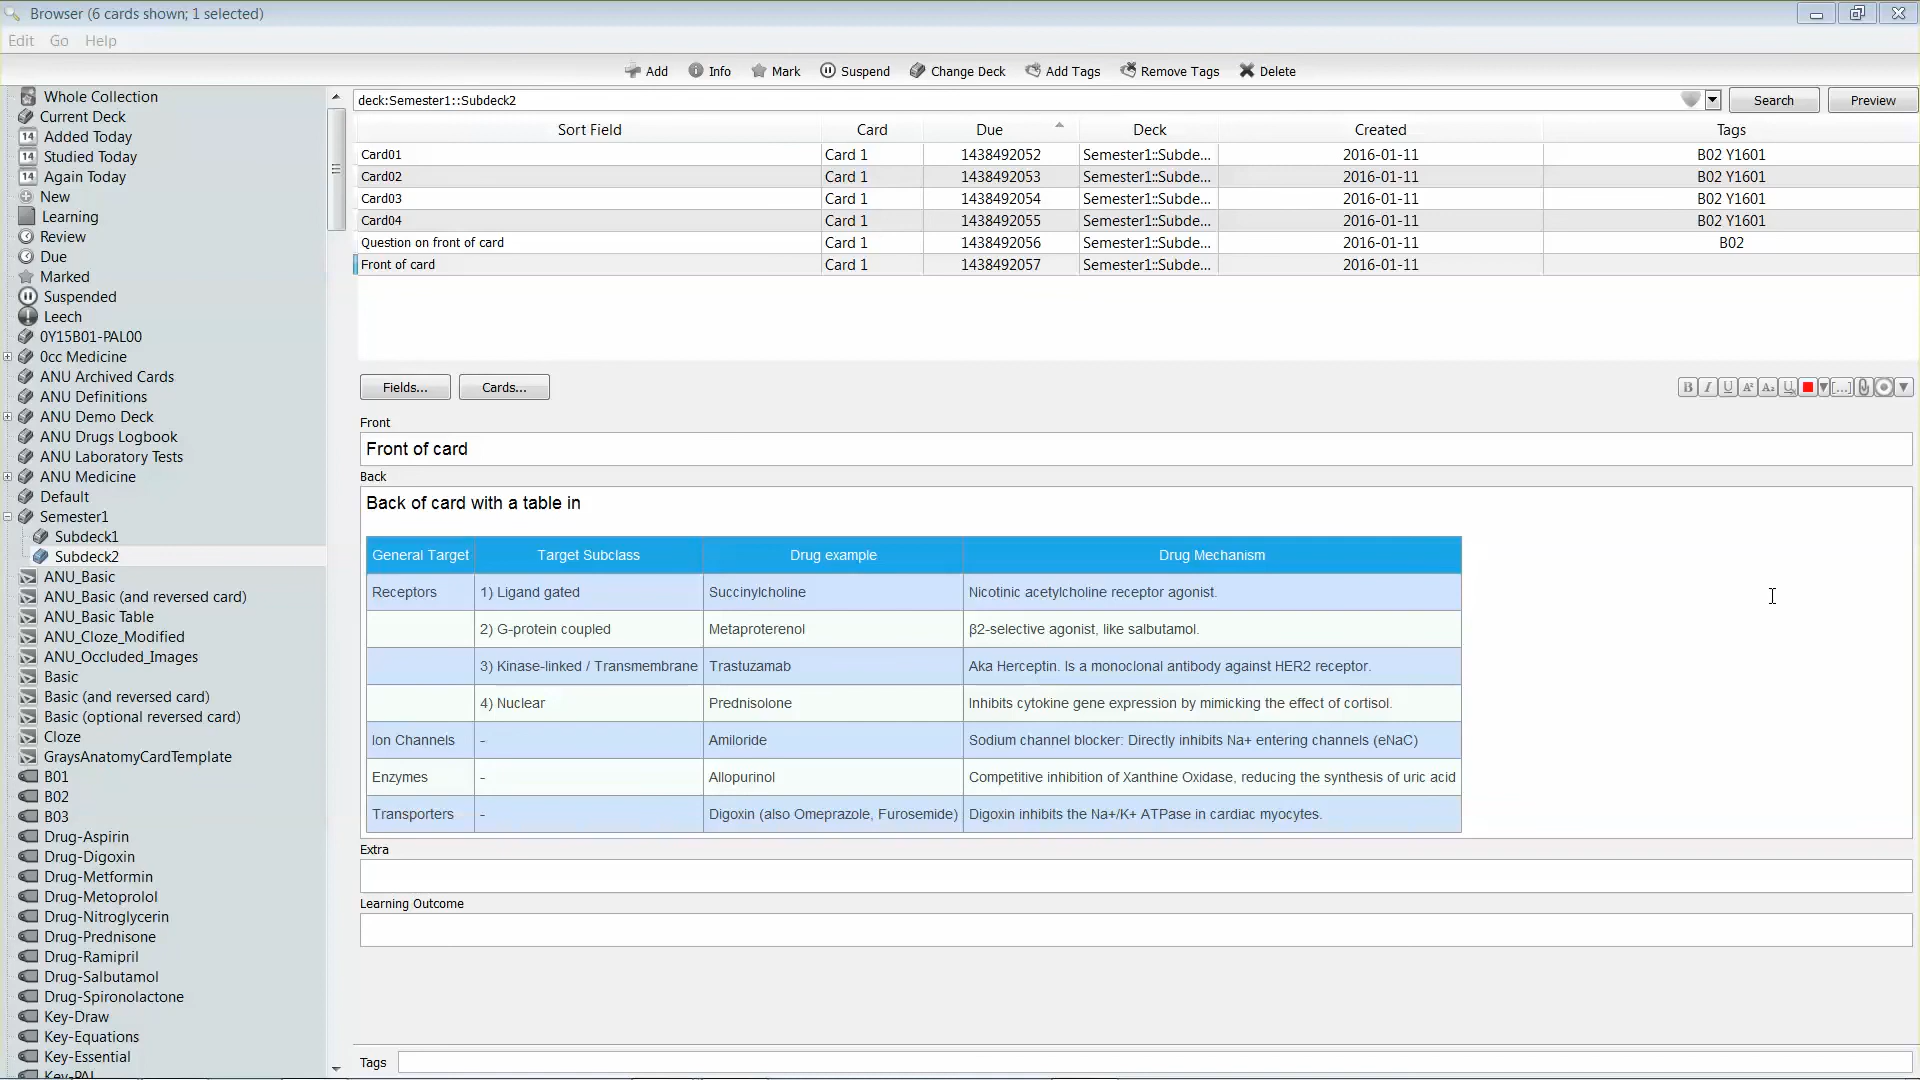 Browser (6 cards shown; 1 selected)
Edit Go Help
Add Info Mark Suspend Change Deck Add Tags Remove Tags Delete
Whole Collection
Current Deck
Added Today
Studied Today
Again Today
New
Learning
Review
Due
Marked
Suspended
Leech
0Y15B01-PAL00
0cc Medicine
ANU Archived Cards
ANU Definitions
ANU Demo Deck
ANU Drugs Logbook
ANU Laboratory Tests
ANU Medicine
Default
Semester1
Subdeck1
Subdeck2
ANU_Basic
ANU_Basic (and reversed card)
ANU_Basic Table
ANU_Cloze_Modified
ANU_Occluded_Images
Basic
Basic (and reversed card)
Basic (optional reversed card)
Cloze
GraysAnatomyCardTemplate
B01
B02
B03
Drug-Aspirin
Drug-Digoxin
Drug-Metformin
Drug-Metoprolol
Drug-Nitroglycerin
Drug-Prednisone
Drug-Ramipril
Drug-Salbutamol
Drug-Spironolactone
Key-Draw
Key-Equations
Key-Essential
Key-PAL
deck:Semester1::Subdeck2 Search Preview
Sort Field Card Due Deck Created Tags
Card01 Card 1 1438492052 Semester1::Subde... 2016-01-11 B02 Y1601
Card02 Card 1 1438492053 Semester1::Subde... 2016-01-11 B02 Y1601
Card03 Card 1 1438492054 Semester1::Subde... 2016-01-11 B02 Y1601
Card04 Card 1 1438492055 Semester1::Subde... 2016-01-11 B02 Y1601
Question on front of card Card 1 1438492056 Semester1::Subde... 2016-01-11 B02
Front of card Card 1 1438492057 Semester1::Subde... 2016-01-11
Fields... Cards... B I U A² A₂ U [...]
Front
Front of card
Back
Back of card with a table in
General Target Target Subclass Drug example Drug Mechanism
Receptors 1) Ligand gated Succinylcholine Nicotinic acetylcholine receptor agonist.
2) G-protein coupled Metaproterenol β2-selective agonist, like salbutamol.
3) Kinase-linked / Transmembrane Trastuzamab Aka Herceptin. Is a monoclonal antibody against HER2 receptor.
4) Nuclear Prednisolone Inhibits cytokine gene expression by mimicking the effect of cortisol.
Ion Channels - Amiloride Sodium channel blocker: Directly inhibits Na+ entering channels (eNaC)
Enzymes - Allopurinol Competitive inhibition of Xanthine Oxidase, reducing the synthesis of uric acid
Transporters - Digoxin (also Omeprazole, Furosemide) Digoxin inhibits the Na+/K+ ATPase in cardiac myocytes.
Extra
Learning Outcome
Tags